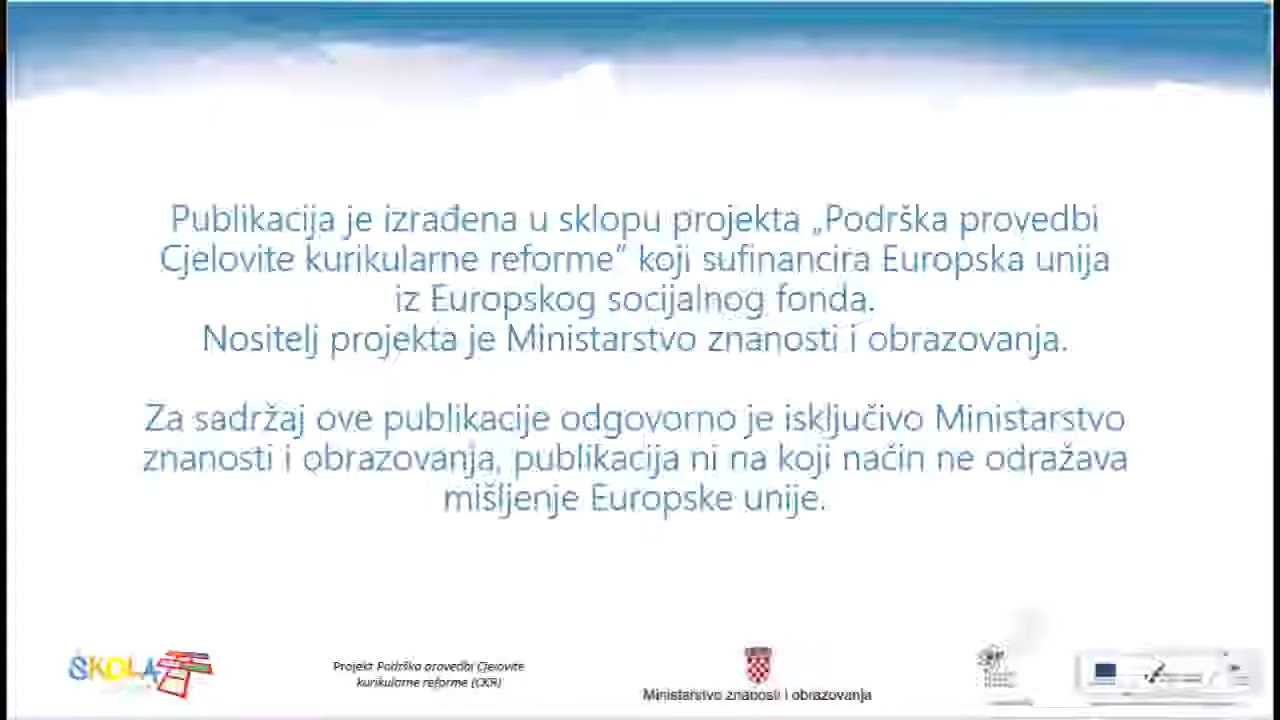 Publikacija je izrađena u sklopu projekta „Podrška provedbi
Cjelovite kurikularne reforme” koji sufinancira Europska unija
iz Europskog socijalnog fonda.
Nositelj projekta je Ministarstvo znanosti i obrazovanja.
Za sadržaj ove publikacije odgovorno je isključivo Ministarstvo
znanosti i obrazovanja, publikacija ni na koji način ne odražava
mišljenje Europske unije.
ŠKOLA
Projekt Podrška provedbi Cjelovite
kurikularne reforme (CKR)
Ministarstvo znanosti i obrazovanja